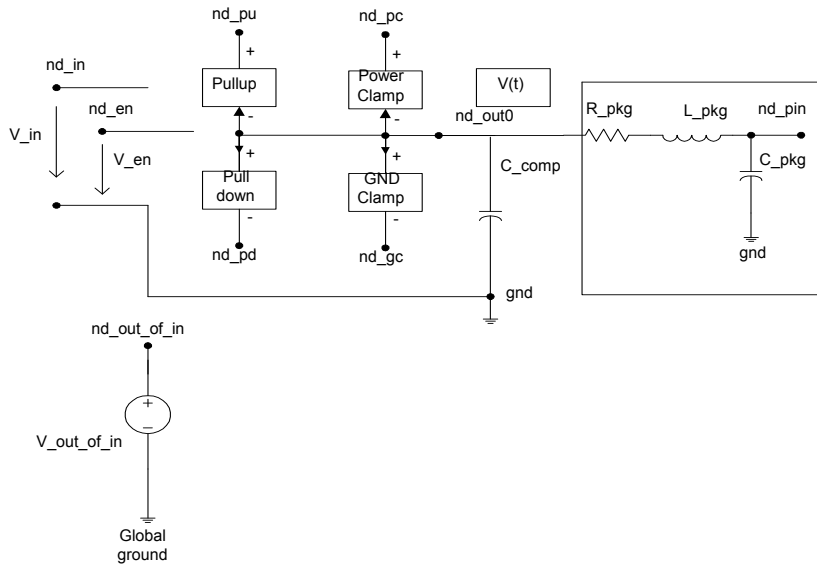 nd_pu
nd_pc
nd_in
+
+
Pullup
Power
Clamp
V(t)
nd_en
-
-
nd_out0
R_pkg
L_pkg
nd_pin
V_in
V_en
+
+
Pull
down
GND
Clamp
C_comp
C_pkg
-
-
nd_pd
nd_gc
gnd
gnd
nd_out_of_in
+
−
V_out_of_in
Global
ground